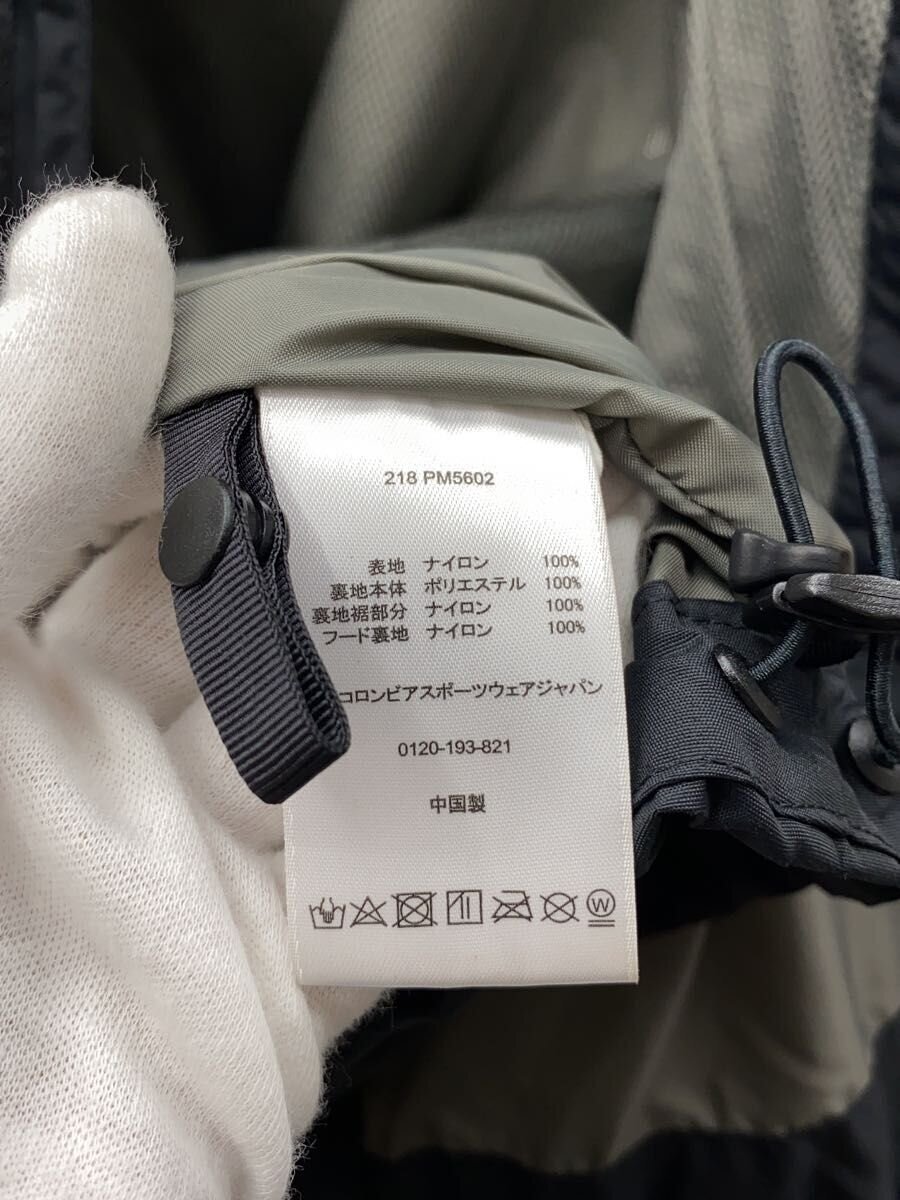 218 PM5602
表地 ナイロン 100%
裏地本体 ポリエステル 100%
裏地裾部分 ナイロン 100%
フード裏地 ナイロン 100%
コロンビアスポーツウェアジャパン
0120-193-821
中国製
W